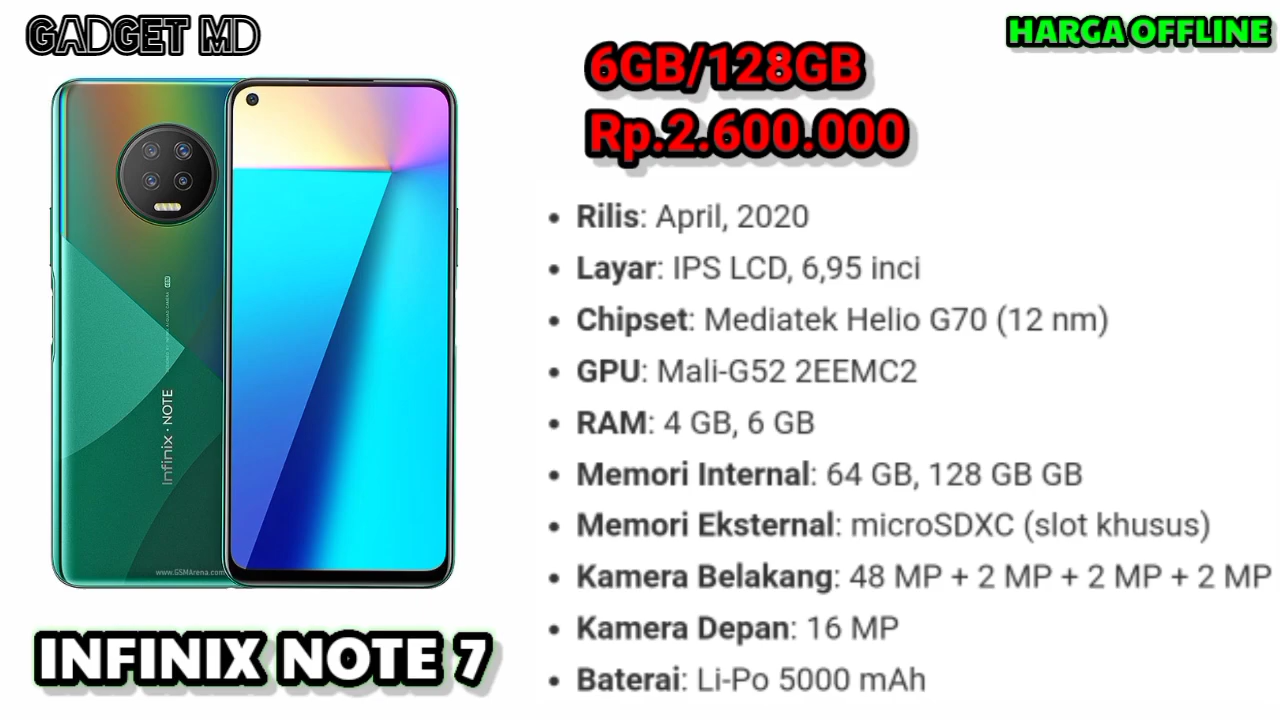 GADGET MD
HARGA OFFLINE
6GB/128GB
Rp.2.600.000
• Rilis: April, 2020
• Layar: IPS LCD, 6,95 inci
• Chipset: Mediatek Helio G70 (12 nm)
• GPU: Mali-G52 2EEMC2
• RAM: 4 GB, 6 GB
• Memori Internal: 64 GB, 128 GB GB
• Memori Eksternal: microSDXC (slot khusus)
• Kamera Belakang: 48 MP + 2 MP + 2 MP + 2 MP
• Kamera Depan: 16 MP
• Baterai: Li-Po 5000 mAh
Infinix • NOTE
www.GSMArena.com
INFINIX NOTE 7